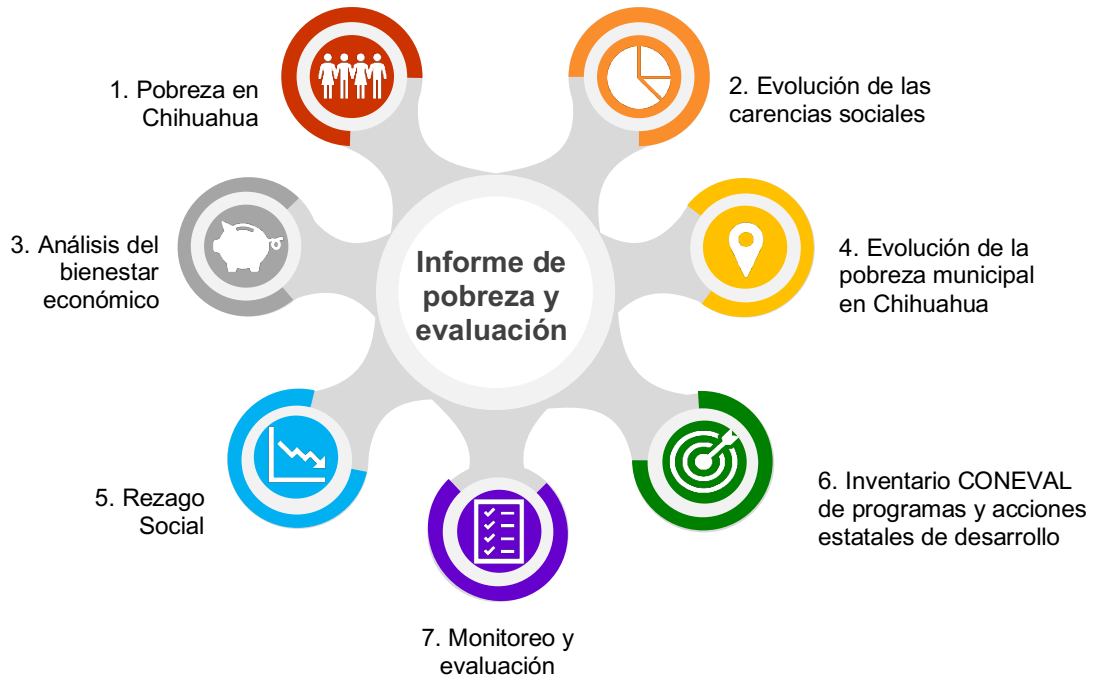 1. Pobreza en
Chihuahua
2. Evolución de las
carencias sociales
3. Análisis del
bienestar
económico
Informe de
pobreza y
evaluación
4. Evolución de la
pobreza municipal
en Chihuahua
5. Rezago
Social
6. Inventario CONEVAL
de programas y acciones
estatales de desarrollo
7. Monitoreo y
evaluación